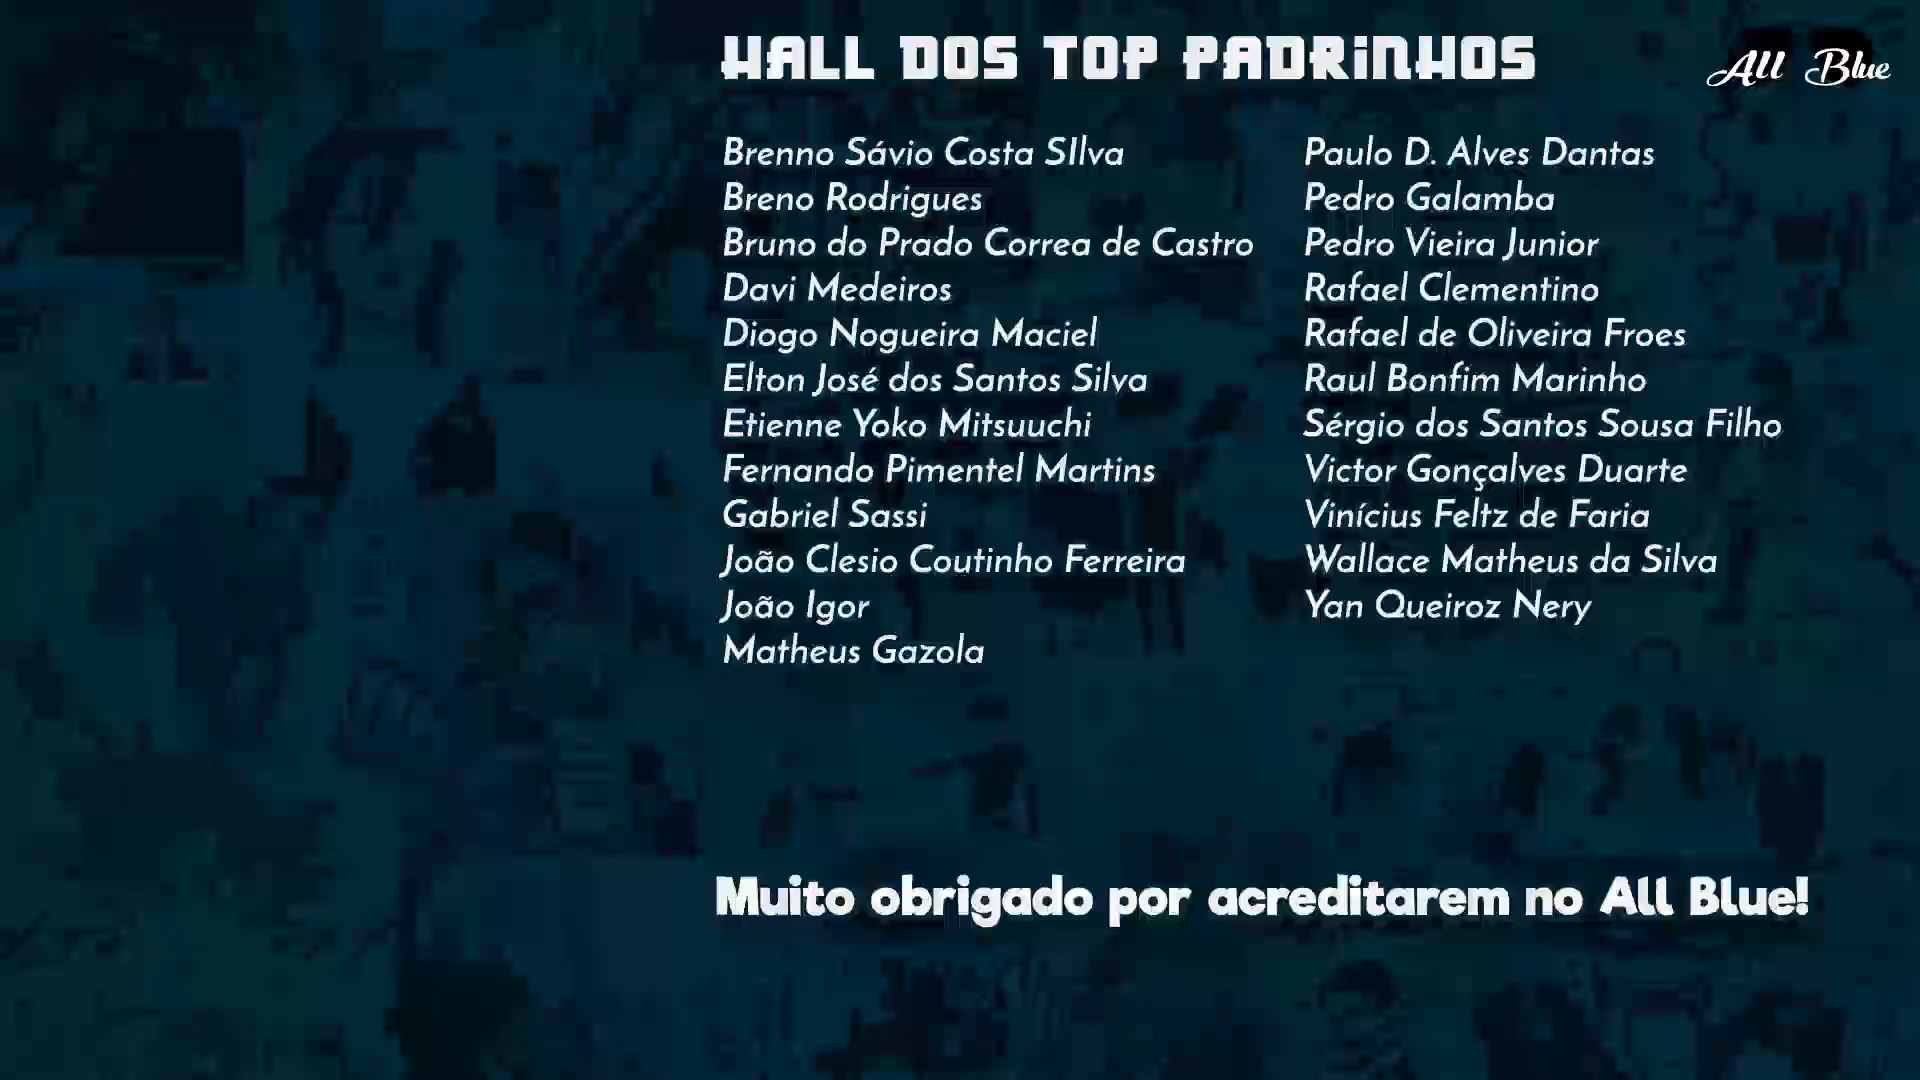 HALL DOS TOP PADRiNHOS
All Blue
Brenno Sávio Costa SIlva
Breno Rodrigues
Bruno do Prado Correa de Castro
Davi Medeiros
Diogo Nogueira Maciel
Elton José dos Santos Silva
Etienne Yoko Mitsuuchi
Fernando Pimentel Martins
Gabriel Sassi
João Clesio Coutinho Ferreira
João Igor
Matheus Gazola
Paulo D. Alves Dantas
Pedro Galamba
Pedro Vieira Junior
Rafael Clementino
Rafael de Oliveira Froes
Raul Bonfim Marinho
Sérgio dos Santos Sousa Filho
Victor Gonçalves Duarte
Vinícius Feltz de Faria
Wallace Matheus da Silva
Yan Queiroz Nery
Muito obrigado por acreditarem no All Blue!